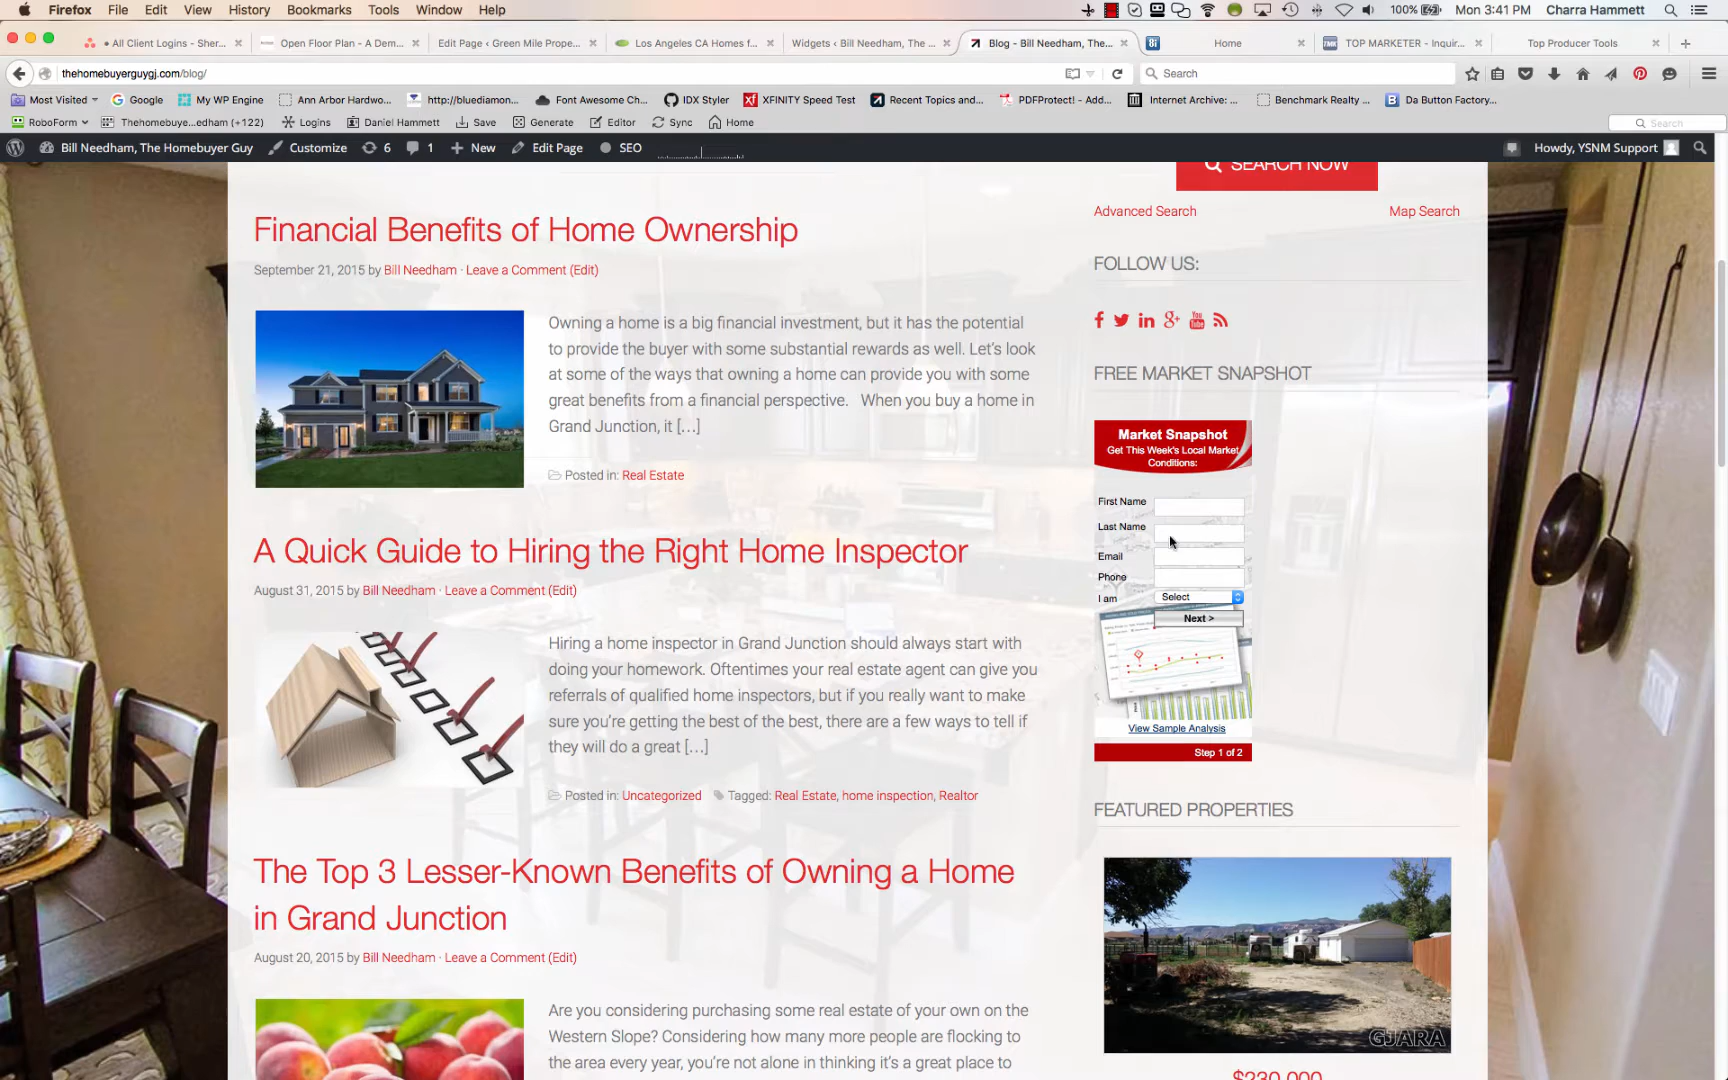 Firefox File Edit View History Bookmarks Tools Window Help 100% Mon 3:41 PM Charra Hammett
• All Client Logins - Sher... Open Floor Plan - A Dem... Edit Page ‹ Green Mile Prope... Los Angeles CA Homes f... Widgets ‹ Bill Needham, The ... Blog - Bill Needham, The... Home TOP MARKETER - Inquir... Top Producer Tools
thehomebuyerguygj.com/blog/ Search
Most Visited Google My WP Engine Ann Arbor Hardwo... http://bluediamon... Font Awesome Ch... IDX Styler XFINITY Speed Test Recent Topics and... PDFProtect! - Add... Internet Archive: ... Benchmark Realty ... Da Button Factory...
RoboForm Thehomebuye...edham (+122) Logins Daniel Hammett Save Generate Editor Sync Home Search
Bill Needham, The Homebuyer Guy Customize 6 1 New Edit Page SEO Howdy, YSNM Support
SEARCH NOW
Advanced Search Map Search
Financial Benefits of Home Ownership
September 21, 2015 by Bill Needham · Leave a Comment (Edit)
Owning a home is a big financial investment, but it has the potential
to provide the buyer with some substantial rewards as well. Let's look
at some of the ways that owning a home can provide you with some
great benefits from a financial perspective. When you buy a home in
Grand Junction, it [...]
Posted in: Real Estate
A Quick Guide to Hiring the Right Home Inspector
August 31, 2015 by Bill Needham · Leave a Comment (Edit)
Hiring a home inspector in Grand Junction should always start with
doing your homework. Oftentimes your real estate agent can give you
referrals of qualified home inspectors, but if you really want to make
sure you're getting the best of the best, there are a few ways to tell if
they will do a great [...]
Posted in: Uncategorized Tagged: Real Estate, home inspection, Realtor
The Top 3 Lesser-Known Benefits of Owning a Home
in Grand Junction
August 20, 2015 by Bill Needham · Leave a Comment (Edit)
Are you considering purchasing some real estate of your own on the
Western Slope? Considering how many more people are flocking to
the area every year, you're not alone in thinking it's a great place to
FOLLOW US:
FREE MARKET SNAPSHOT
Market Snapshot
Get This Week's Local Market
Conditions:
First Name
Last Name
Email
Phone
I am Select
Next >
View Sample Analysis
Step 1 of 2
FEATURED PROPERTIES
GJARA
$230,000